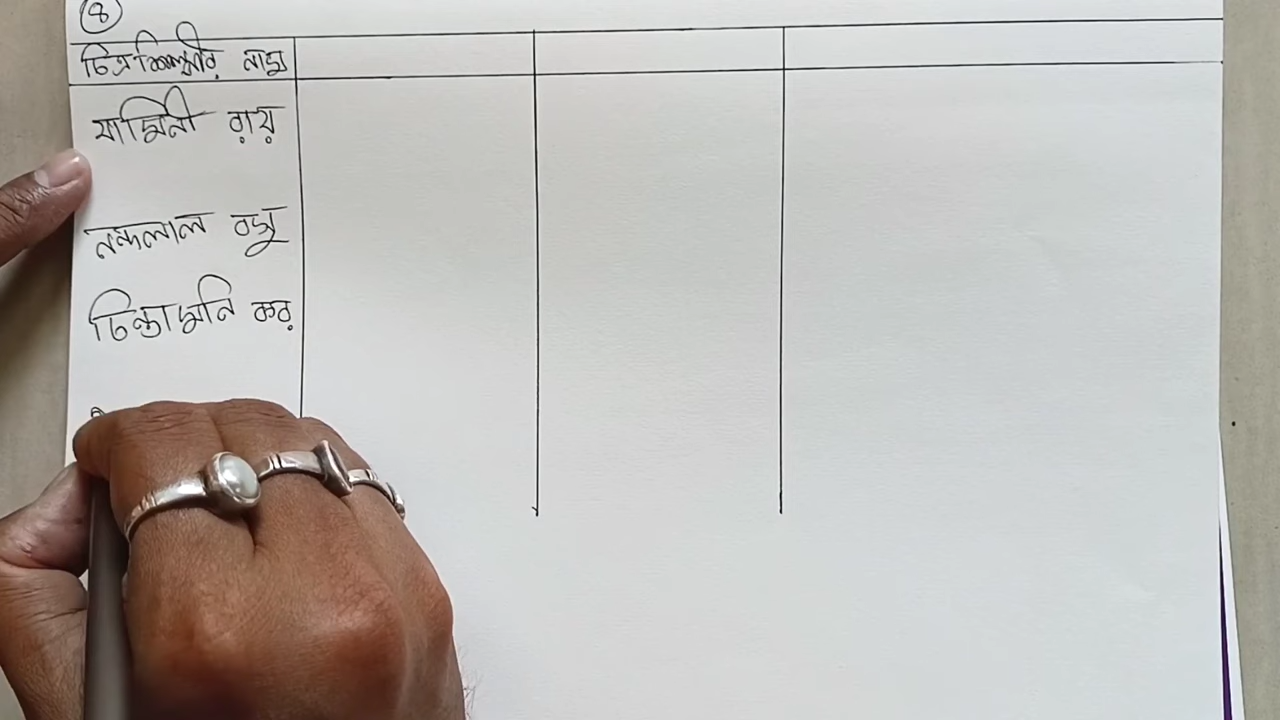 ৪
চিত্রশিল্পীর নাম
যামিনী রায়
নন্দলাল বসু
চিন্তামনি কর